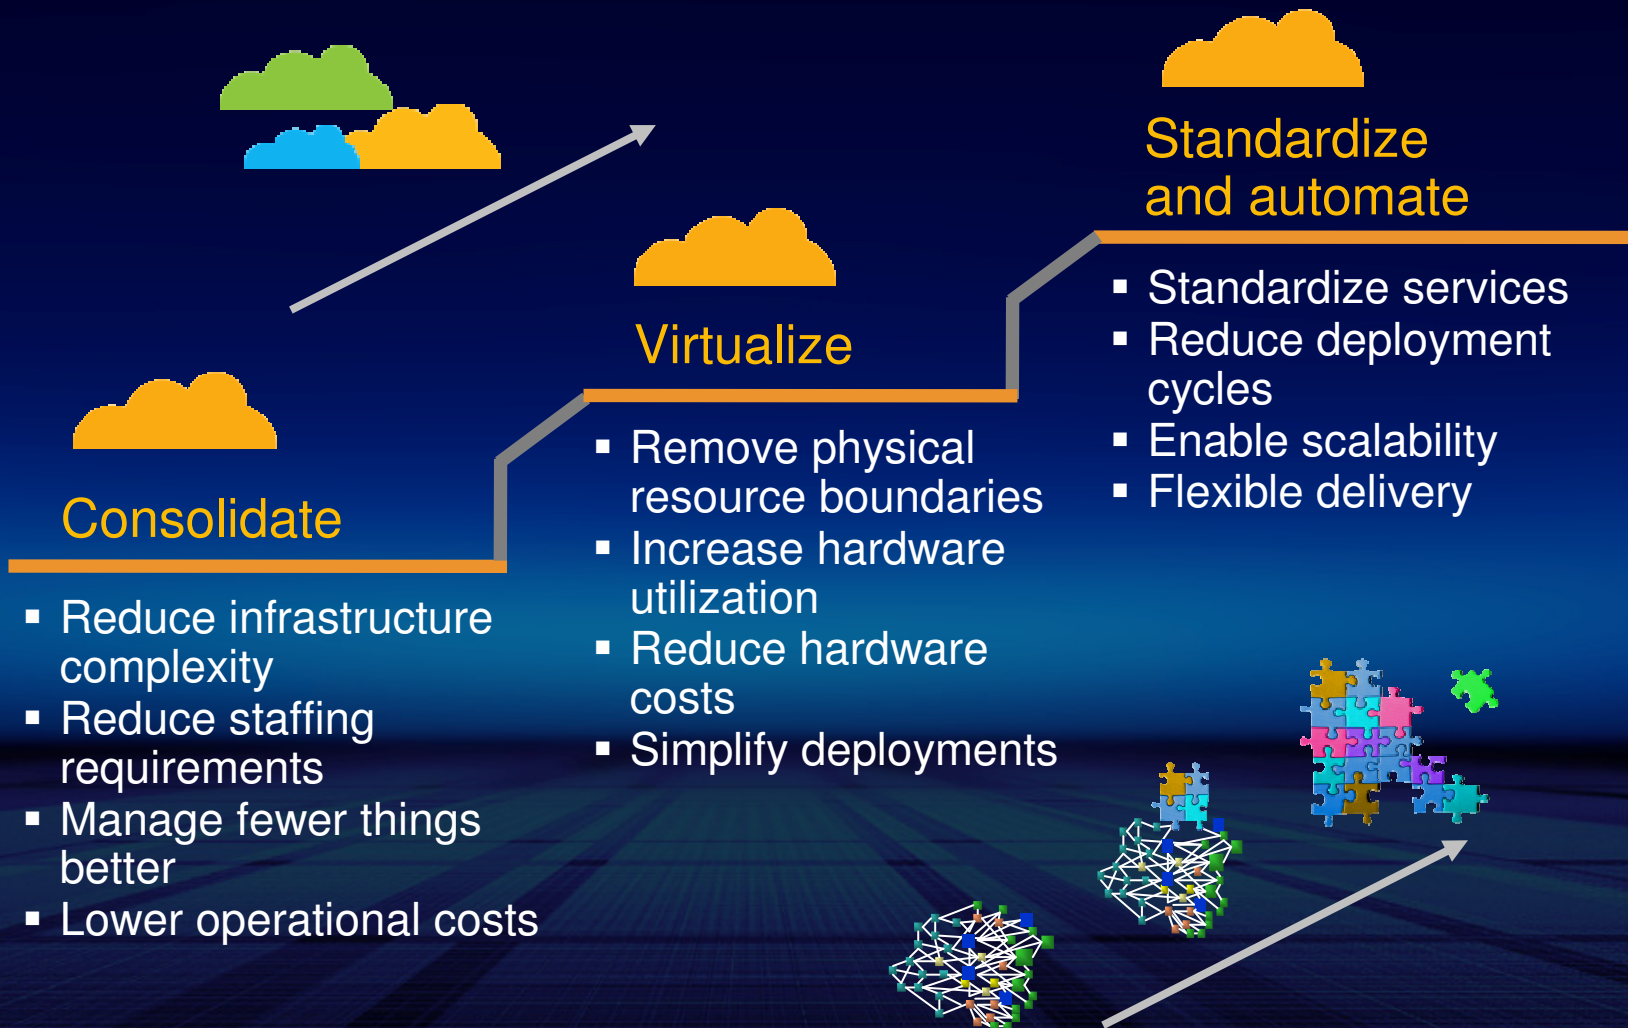 Consolidate
▪ Reduce infrastructure
complexity
▪ Reduce staffing
requirements
▪ Manage fewer things
better
▪ Lower operational costs
Virtualize
▪ Remove physical
resource boundaries
▪ Increase hardware
utilization
▪ Reduce hardware
costs
▪ Simplify deployments
Standardize
and automate
▪ Standardize services
▪ Reduce deployment
cycles
▪ Enable scalability
▪ Flexible delivery